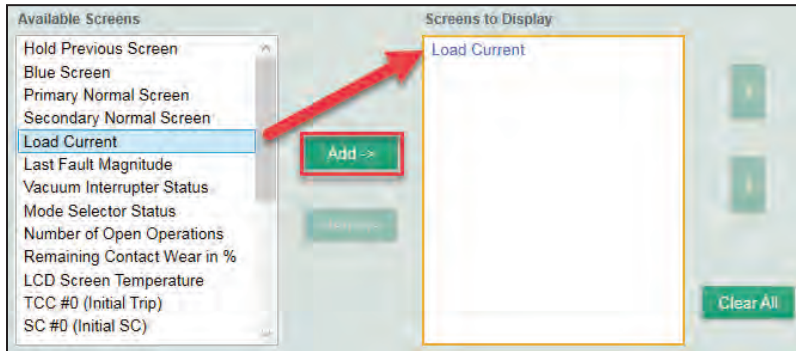 Available Screens
Hold Previous Screen
Blue Screen
Primary Normal Screen
Secondary Normal Screen
Load Current
Last Fault Magnitude
Vacuum Interrupter Status
Mode Selector Status
Number of Open Operations
Remaining Contact Wear in %
LCD Screen Temperature
TCC #0 (Initial Trip)
SC #0 (Initial SC)
Add ->
Screens to Display
Load Current
Clear All